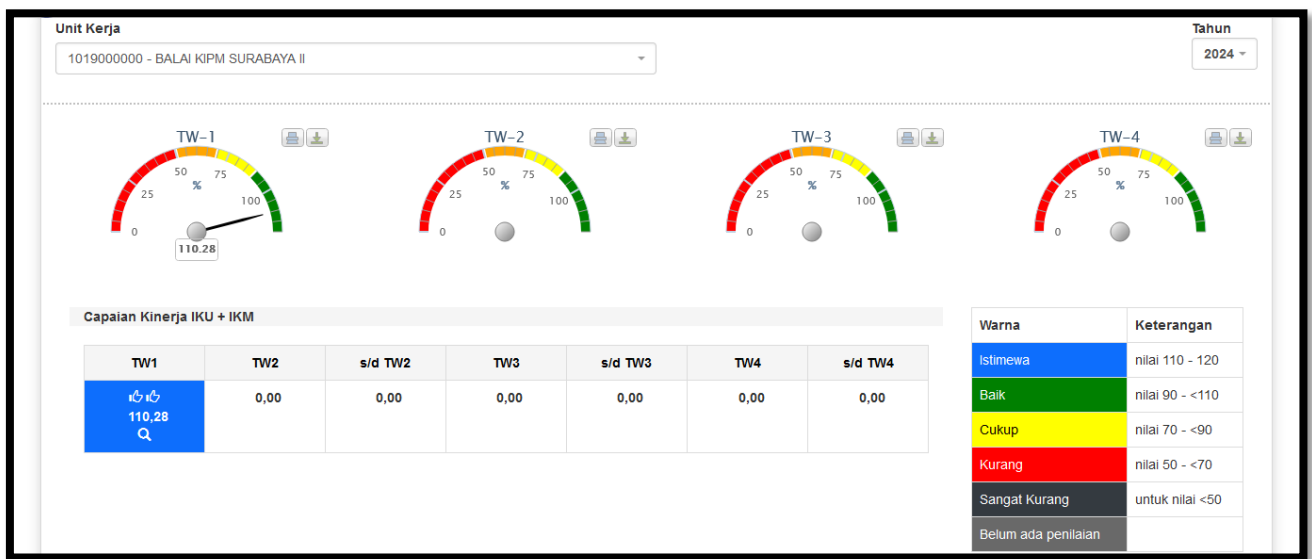 Unit Kerja
Tahun
1019000000 - BALAI KIPM SURABAYA II
2024
TW-1
0
25
50
75
100
%
110.28
TW-2
0
25
50
75
100
%
TW-3
0
25
50
75
100
%
TW-4
0
25
50
75
100
%
Capaian Kinerja IKU + IKM
TW1 TW2 s/d TW2 TW3 s/d TW3 TW4 s/d TW4
110,28 0,00 0,00 0,00 0,00 0,00 0,00
Warna Keterangan
Istimewa nilai 110 - 120
Baik nilai 90 - <110
Cukup nilai 70 - <90
Kurang nilai 50 - <70
Sangat Kurang untuk nilai <50
Belum ada penilaian